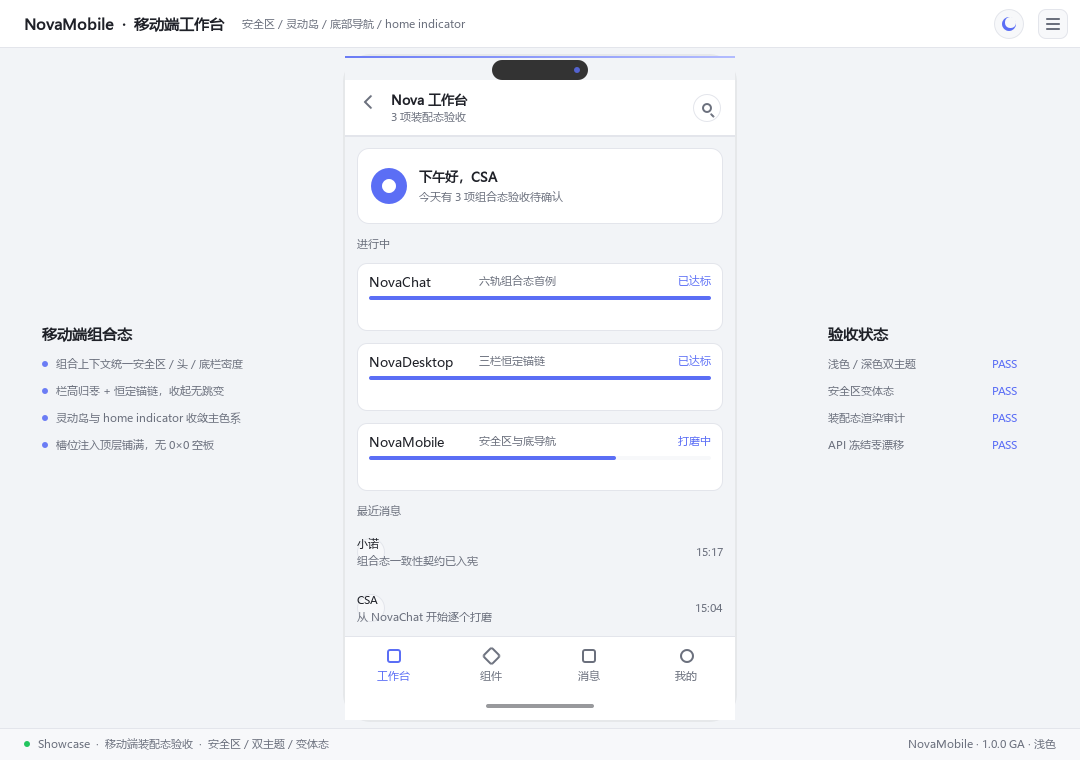 NovaMobile · 移动端工作台
安全区 / 灵动岛 / 底部导航 / home indicator
Nova 工作台
3 项装配态验收
下午好，CSA
今天有 3 项组合态验收待确认
进行中
NovaChat 六轨组合态首例 已达标
NovaDesktop 三栏恒定锚链 已达标
NovaMobile 安全区与底导航 打磨中
最近消息
小诺
组合态一致性契约已入宪
15:17
CSA
从 NovaChat 开始逐个打磨
15:04
工作台 组件 消息 我的
移动端组合态
组合上下文统一安全区 / 头 / 底栏密度
栏高归零 + 恒定锚链，收起无跳变
灵动岛与 home indicator 收敛主色系
槽位注入顶层铺满，无 0×0 空板
验收状态
浅色 / 深色双主题 PASS
安全区变体态 PASS
装配态渲染审计 PASS
API 冻结零漂移 PASS
Showcase · 移动端装配态验收 · 安全区 / 双主题 / 变体态
NovaMobile · 1.0.0 GA · 浅色